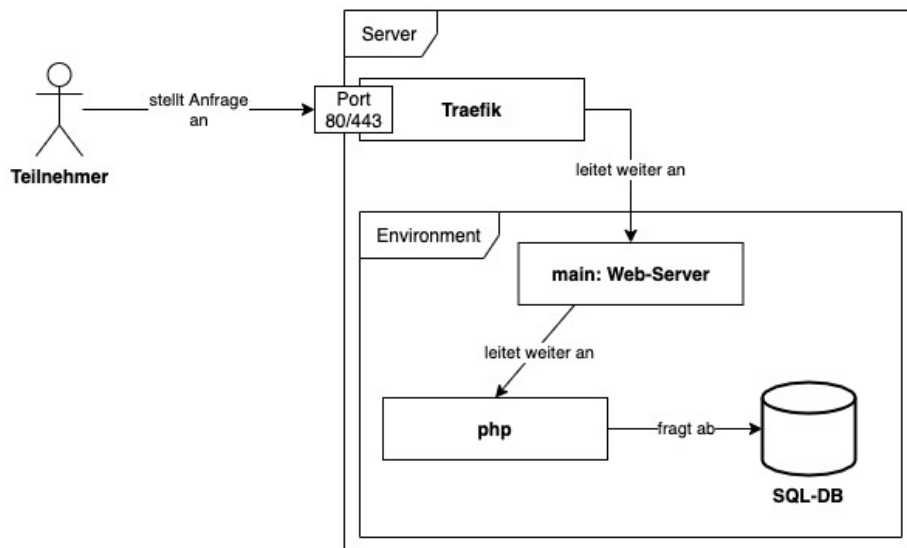 Server
Port
80/443
Traefik
stellt Anfrage
an
Teilnehmer
leitet weiter an
Environment
main: Web-Server
leitet weiter an
php
fragt ab
SQL-DB